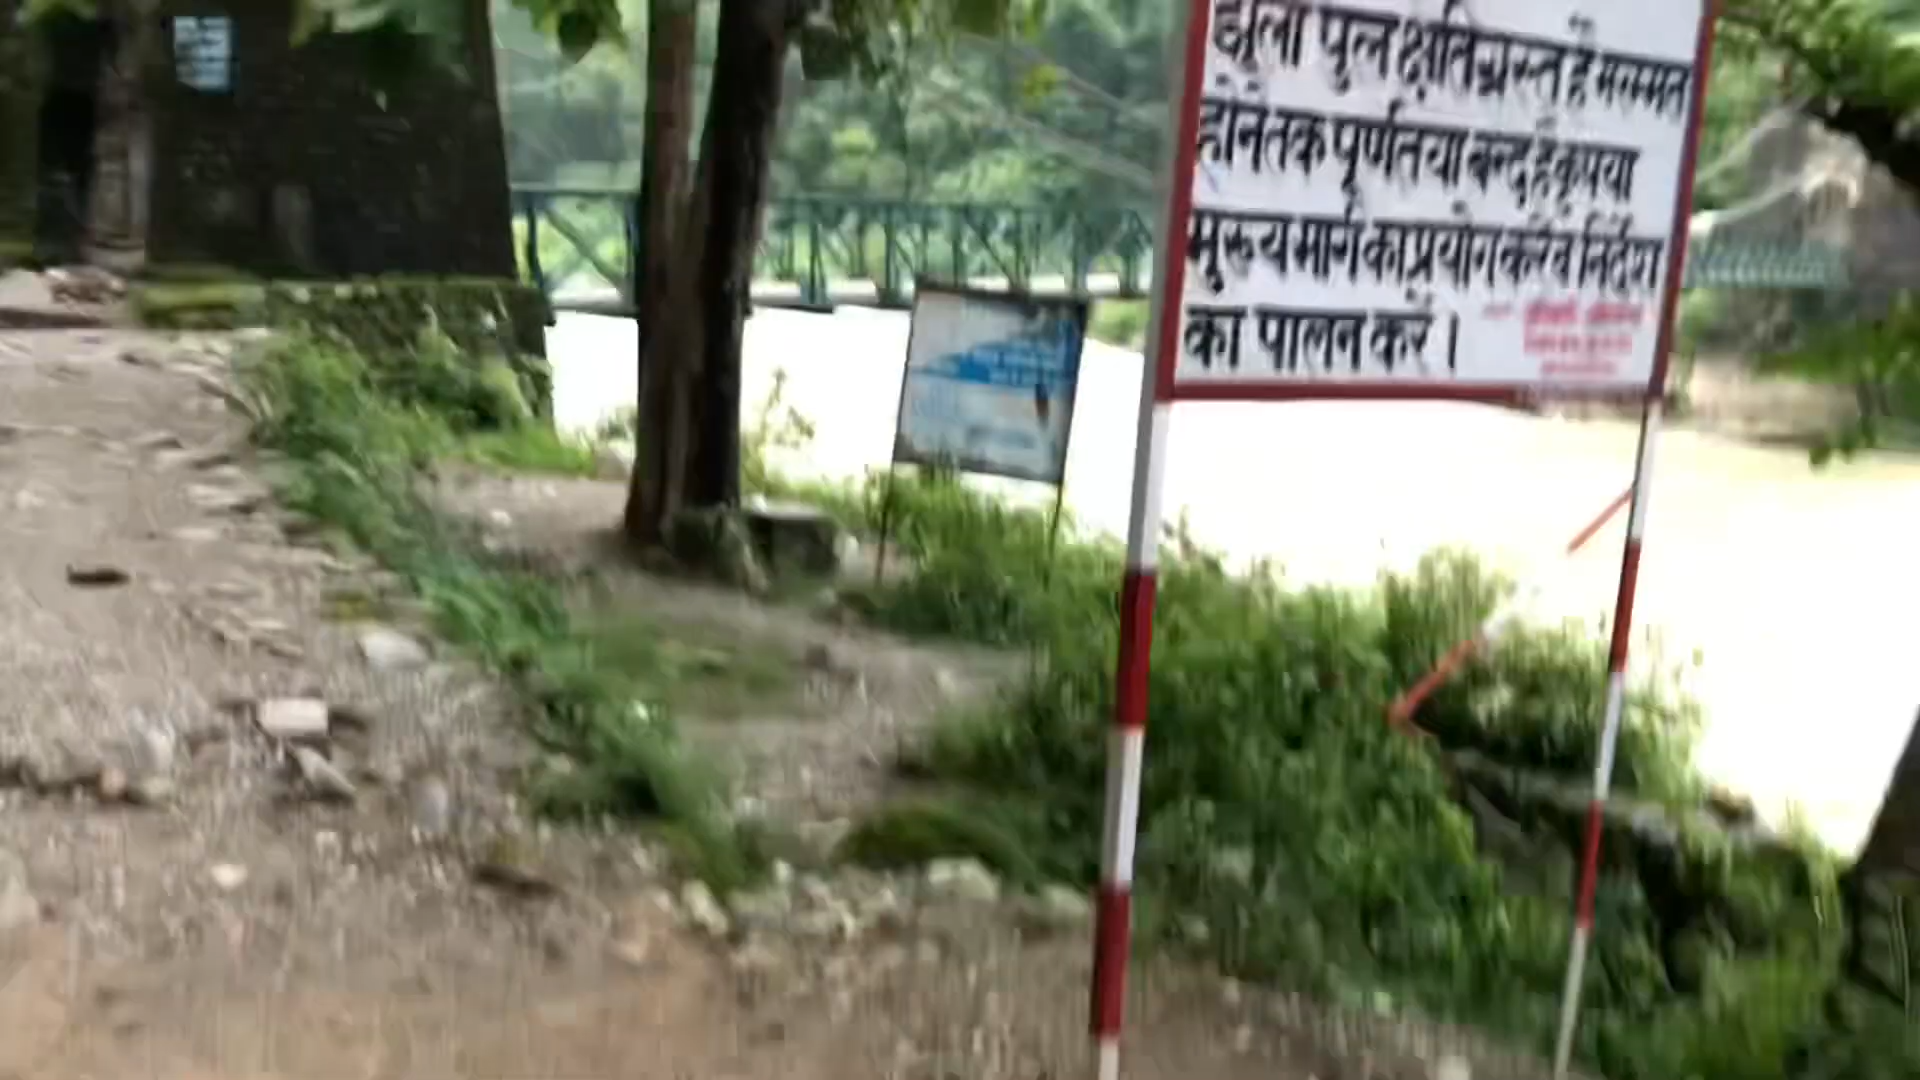 झूला पुल क्षतिग्रस्त है मरम्मत
होने तक पूर्णतया बन्द है कृपया
मुख्य मार्ग का प्रयोग करें व निर्देश
का पालन करें।